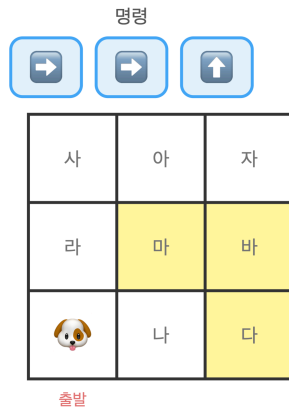 명령
사 아 자
라 마 바
나 다
출발